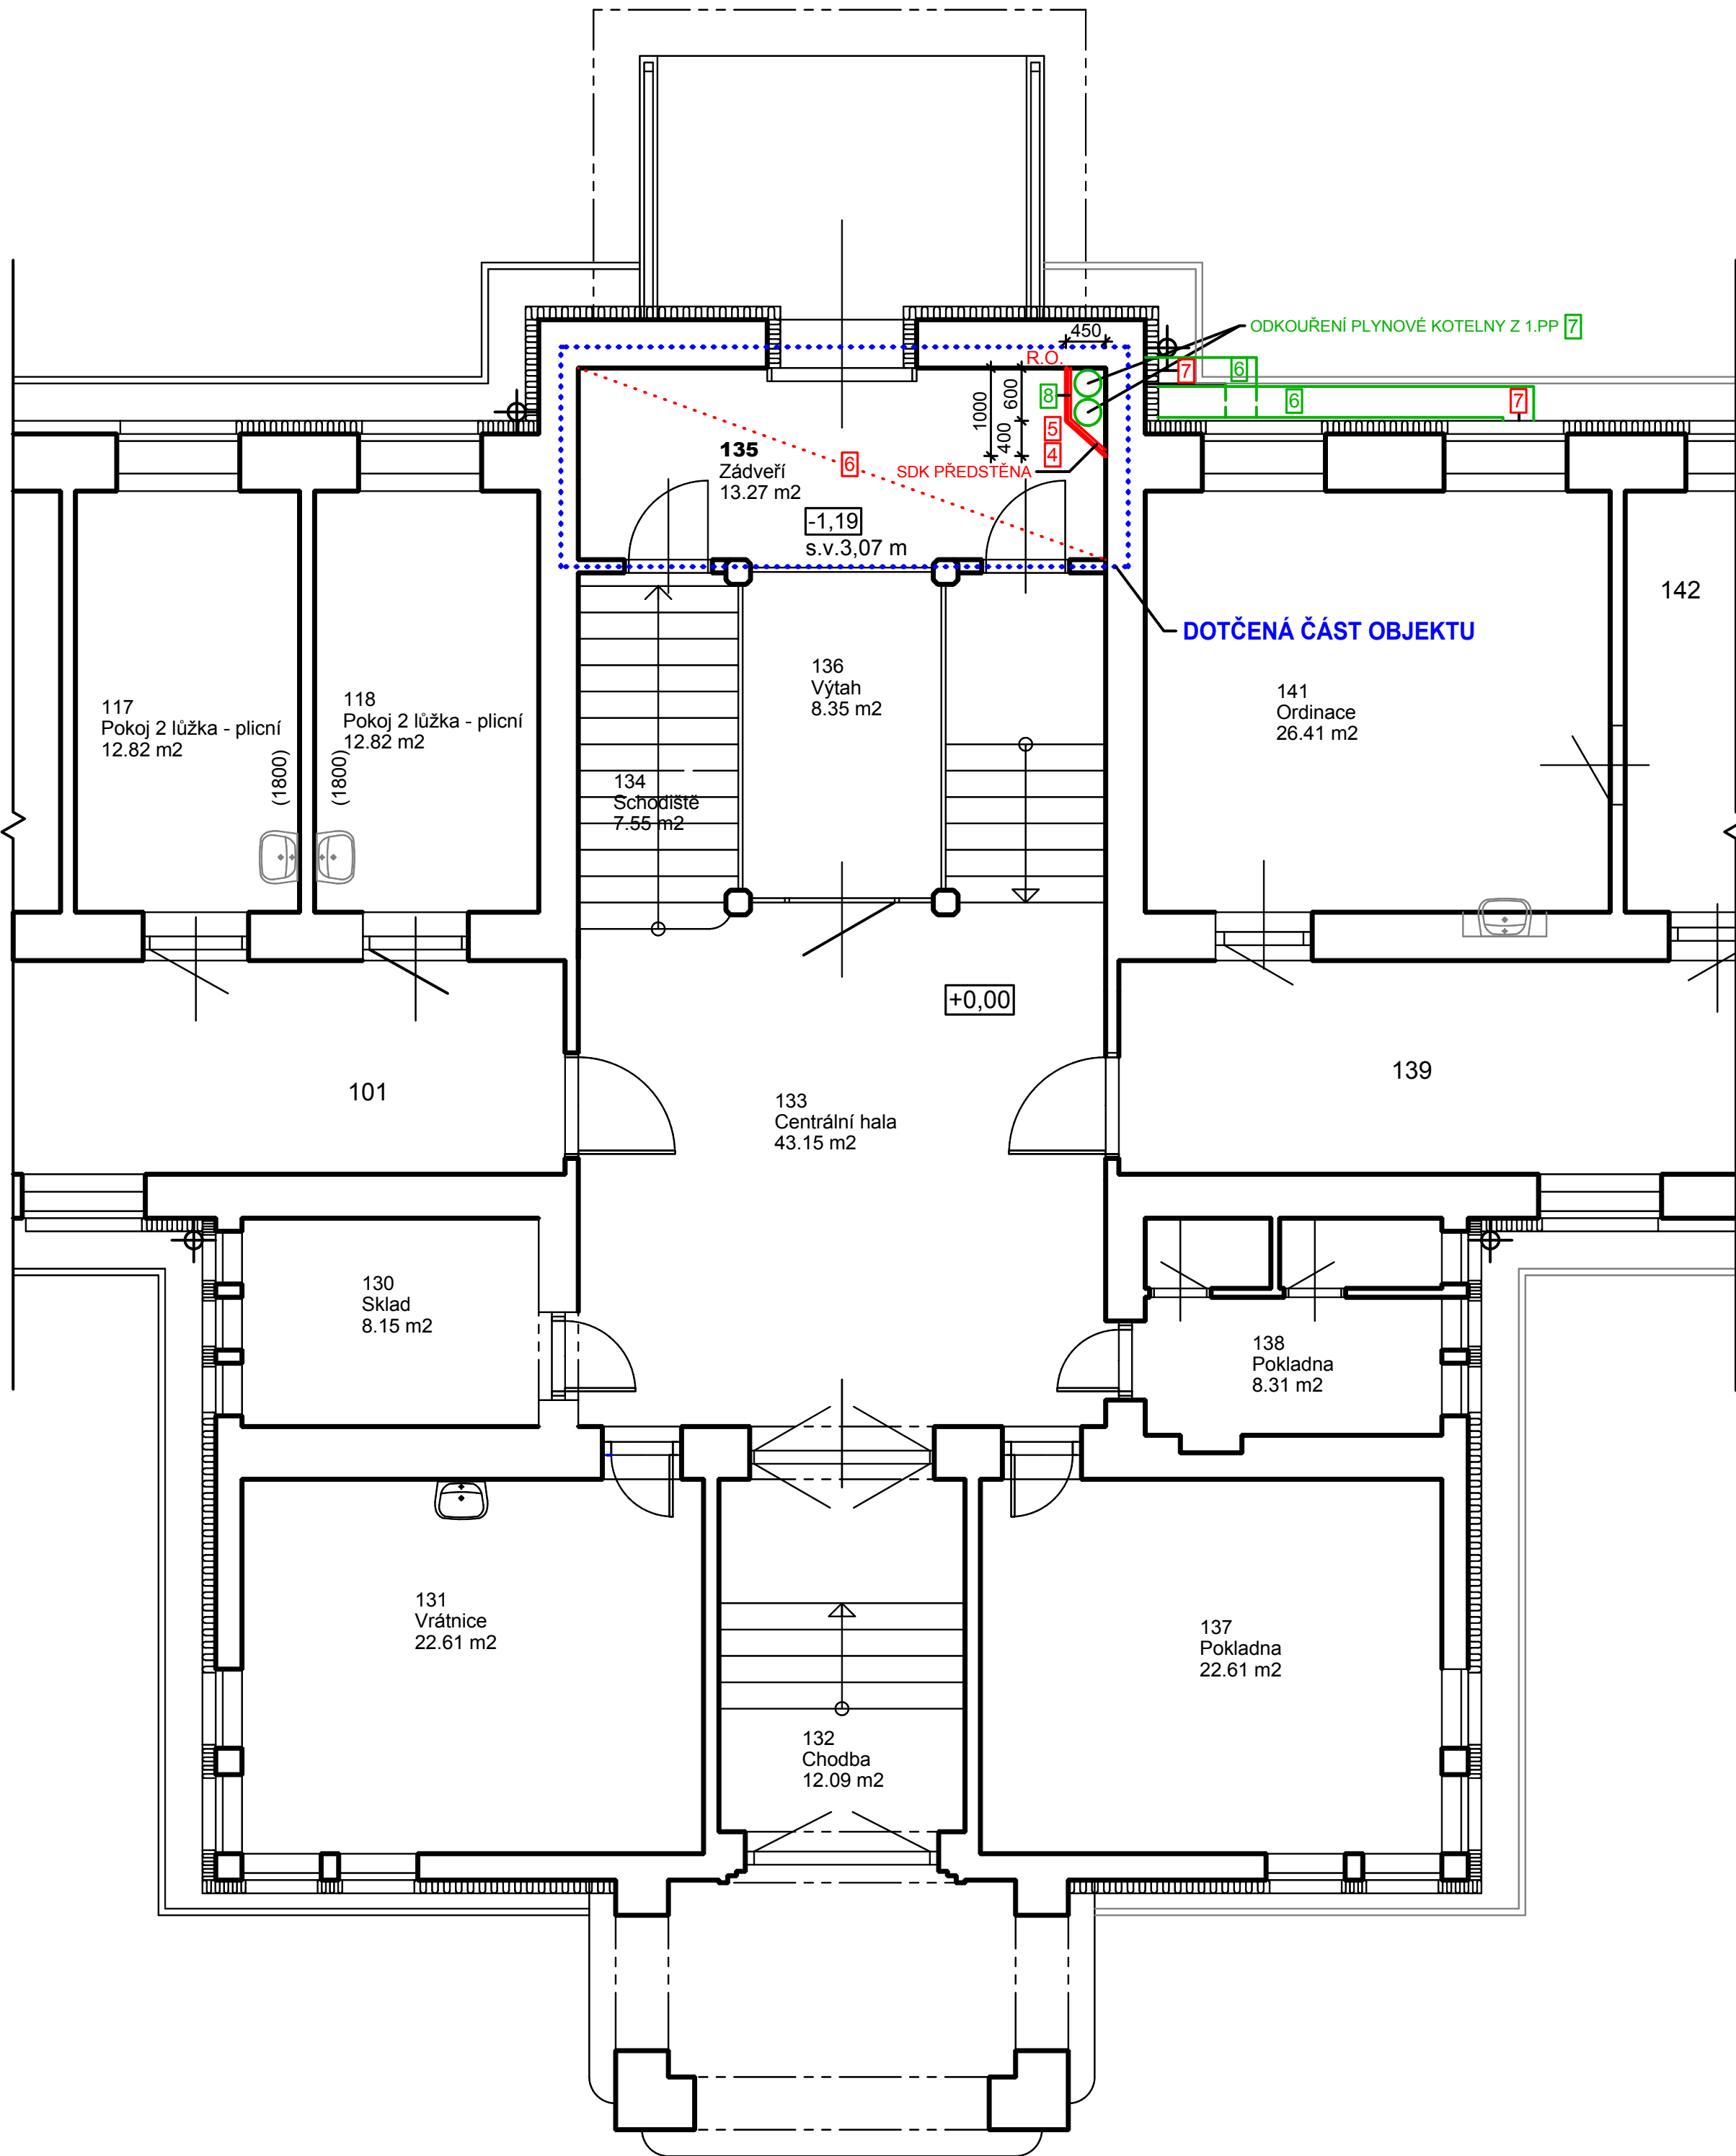 ODKOUŘENÍ PLYNOVÉ KOTELNY Z 1.PP 7
450
R.O.
7
6
6
7
8
1000
600
400
5
4
SDK PŘEDSTĚNA
6
135
Zádveří
13.27 m2
-1,19
s.v.3,07 m
DOTČENÁ ČÁST OBJEKTU
142
117
Pokoj 2 lůžka - plicní
12.82 m2
(1800)
118
Pokoj 2 lůžka - plicní
12.82 m2
(1800)
136
Výtah
8.35 m2
141
Ordinace
26.41 m2
134
Schodiště
7.55 m2
+0,00
101
139
133
Centrální hala
43.15 m2
130
Sklad
8.15 m2
138
Pokladna
8.31 m2
131
Vrátnice
22.61 m2
137
Pokladna
22.61 m2
132
Chodba
12.09 m2